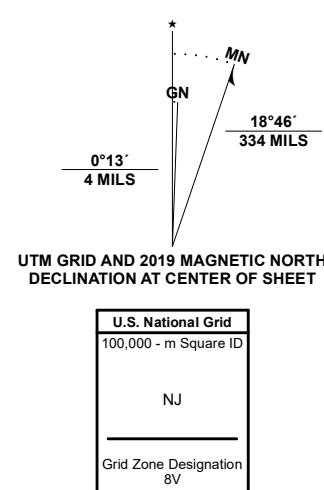 ★
MN
GN
18°46´
334 MILS
0°13´
4 MILS
UTM GRID AND 2019 MAGNETIC NORTH
DECLINATION AT CENTER OF SHEET
U.S. National Grid
100,000 - m Square ID
NJ
Grid Zone Designation
8V